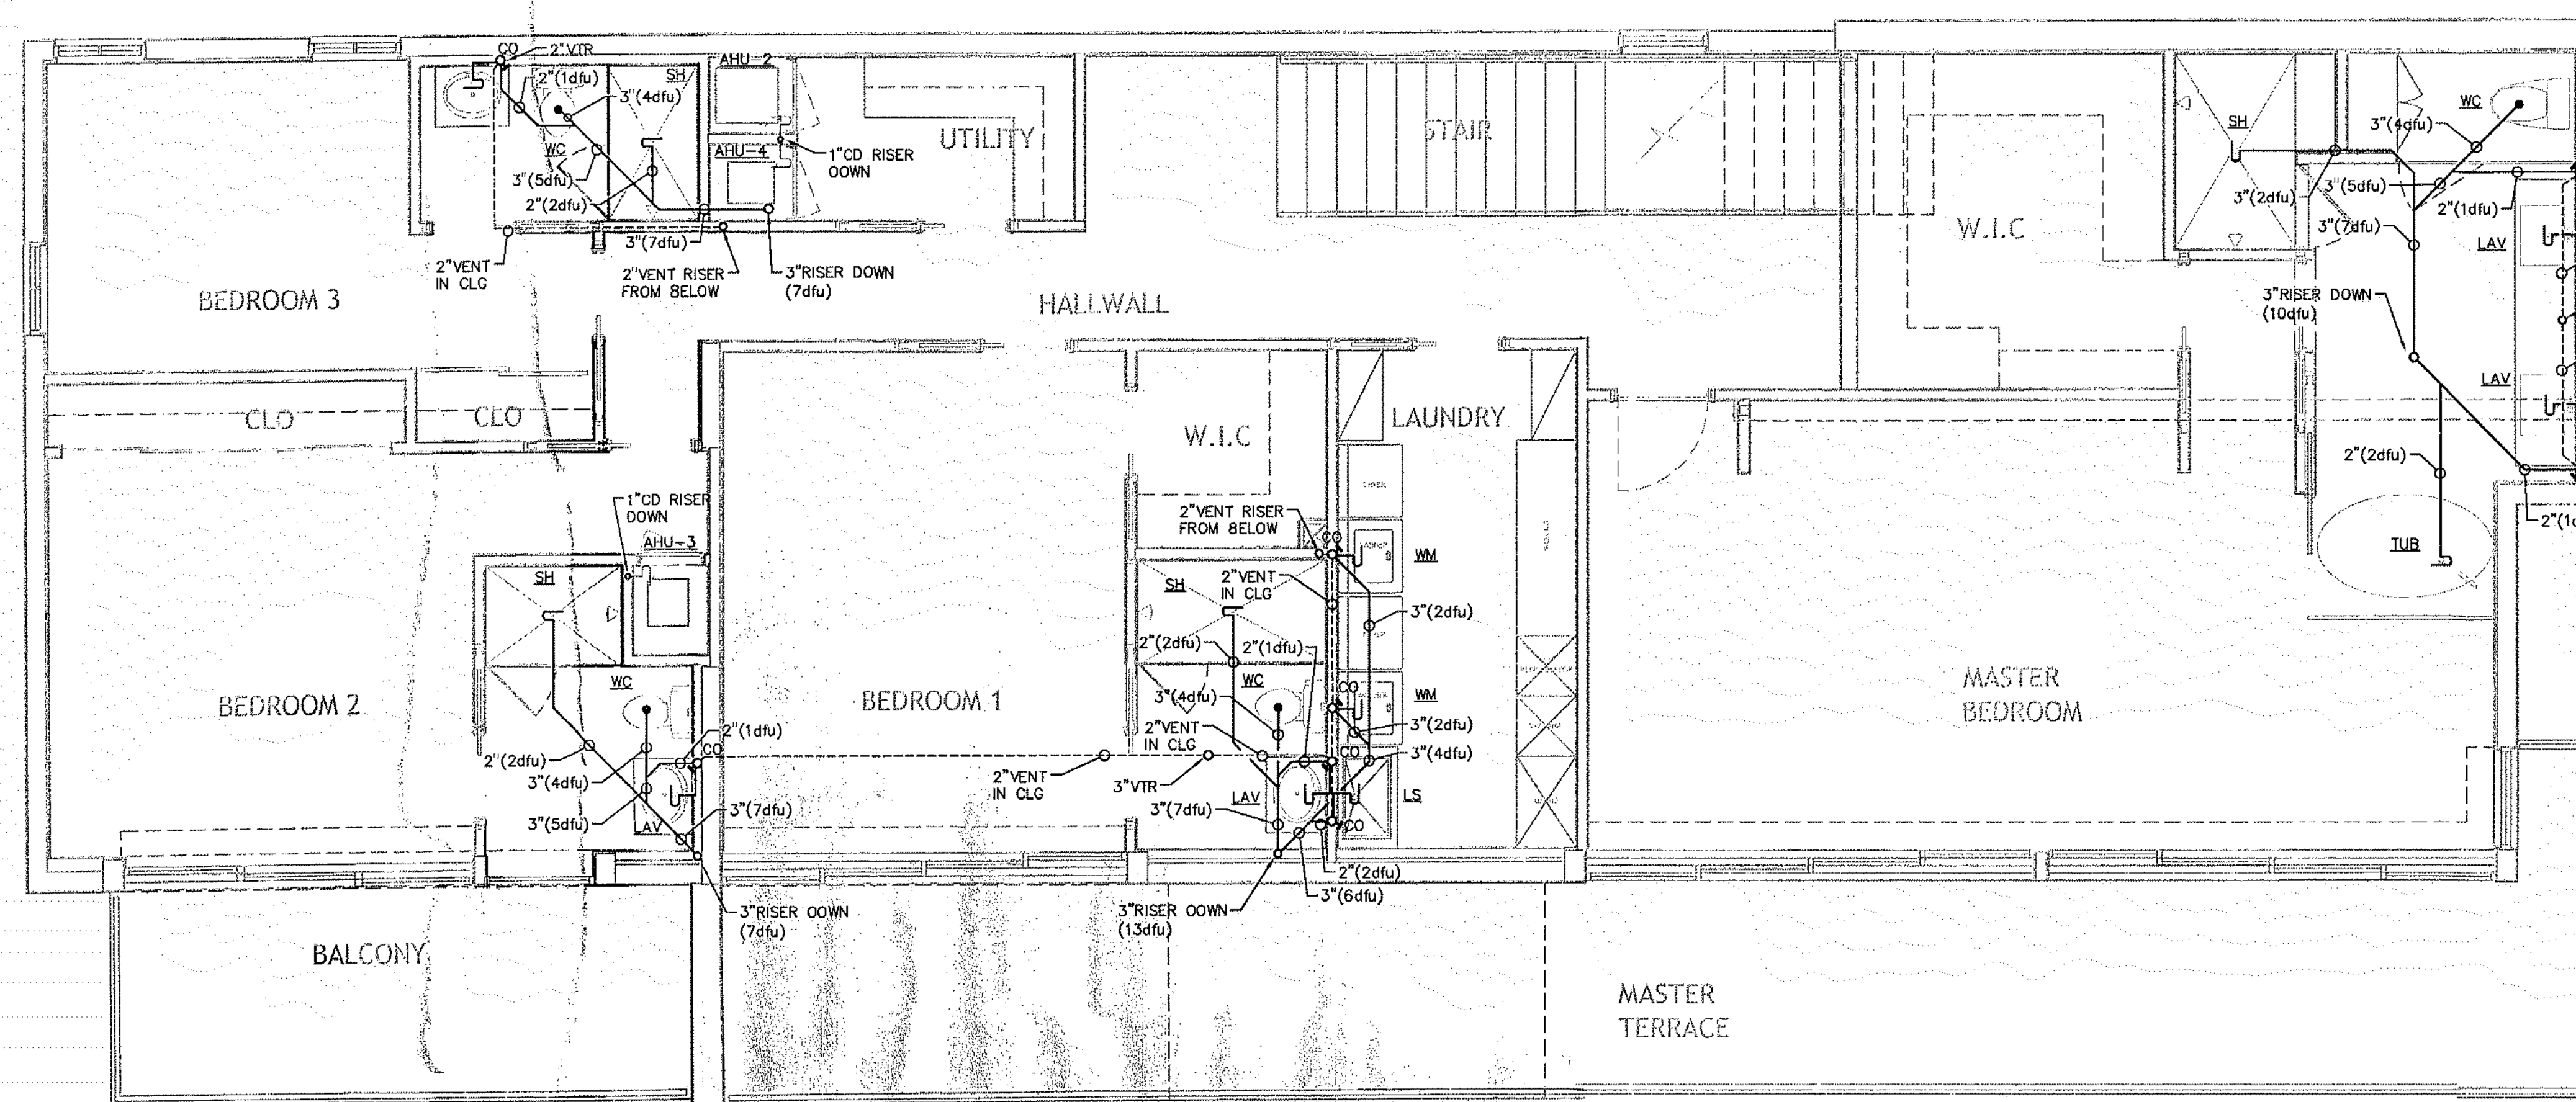 CO
2"VTR
2"(1dfu)
SH
3"(4dfu)
WC
3"(5dfu)
2"(2dfu)
3"(7dfu)
2"VENT
IN CLG
2"VENT RISER
FROM 8ELOW
3"RISER DOWN
(7dfu)
AHU-2
AHU-4
1"CD RISER
OOWN
UTILITY
STAIR
BEDROOM 3
HALLWALL
W.I.C
SH
WC
3"(4dfu)
3"(2dfu)
3"(5dfu)
2"(1dfu)
3"(7dfu)
LAV
3"RISER DOWN
(10dfu)
LAV
2"(2dfu)
TUB
CLO
CLO
W.I.C
LAUNDRY
1"CD RISER
DOWN
AHU-3
SH
BEDROOM 2
WC
2"(1dfu)
CO
2"(2dfu)
3"(4dfu)
3"(5dfu)
AV
3"(7dfu)
3"RISER OOWN
(7dfu)
BALCONY
BEDROOM 1
2"VENT RISER
FROM 8ELOW
CO
WM
SH
2"VENT
IN CLG
3"(2dfu)
2"(2dfu)
2"(1dfu)
WC
3"(4dfu)
CO
WM
3"(2dfu)
2"VENT
IN CLG
CO
3"(4dfu)
2"VENT
IN CLG
3"VTR
LAV
LS
3"(7dfu)
CO
2"(2dfu)
3"(6dfu)
3"RISER OOWN
(13dfu)
MASTER
BEDROOM
MASTER
TERRACE